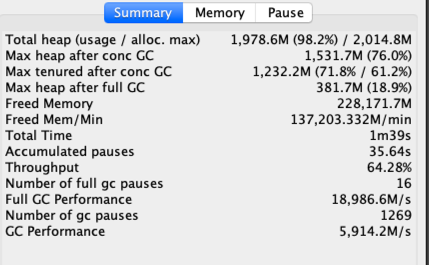 Summary Memory Pause
Total heap (usage / alloc. max) 1,978.6M (98.2%) / 2,014.8M
Max heap after conc GC 1,531.7M (76.0%)
Max tenured after conc GC 1,232.2M (71.8% / 61.2%)
Max heap after full GC 381.7M (18.9%)
Freed Memory 228,171.7M
Freed Mem/Min 137,203.332M/min
Total Time 1m39s
Accumulated pauses 35.64s
Throughput 64.28%
Number of full gc pauses 16
Full GC Performance 18,986.6M/s
Number of gc pauses 1269
GC Performance 5,914.2M/s